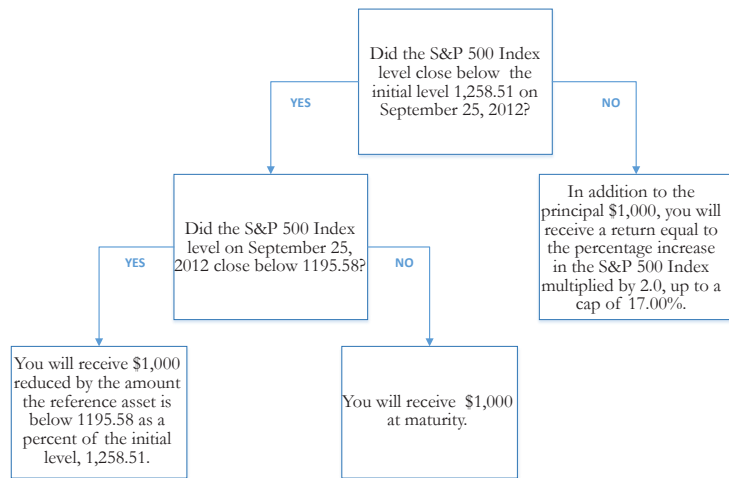 Did the S&P 500 Index
level close below the
initial level 1,258.51 on
September 25, 2012?
YES
NO
Did the S&P 500 Index
level on September 25,
2012 close below 1195.58?
In addition to the
principal $1,000, you will
receive a return equal to
the percentage increase
in the S&P 500 Index
multiplied by 2.0, up to a
cap of 17.00%.
YES
NO
You will receive $1,000
reduced by the amount
the reference asset is
below 1195.58 as a
percent of the initial
level, 1,258.51.
You will receive $1,000
at maturity.